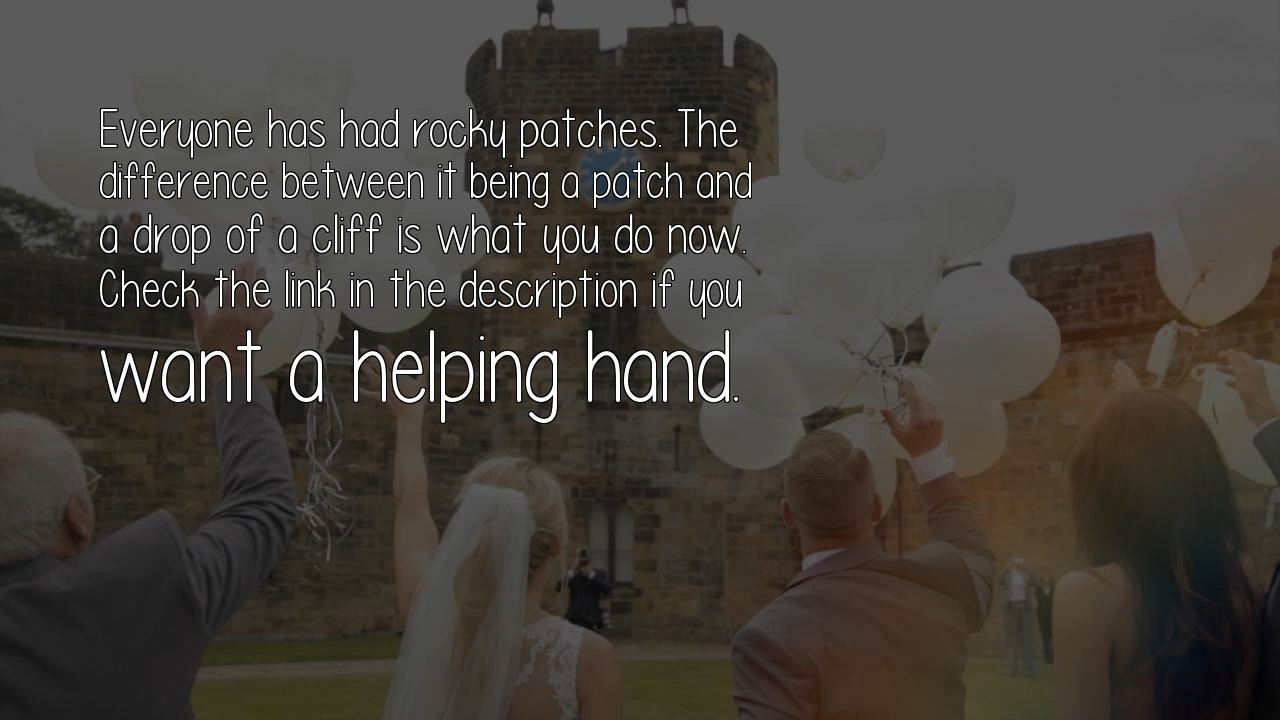 Everyone has had rocky patches. The
difference between it being a patch and
a drop of a cliff is what you do now.
Check the link in the description if you
want a helping hand.